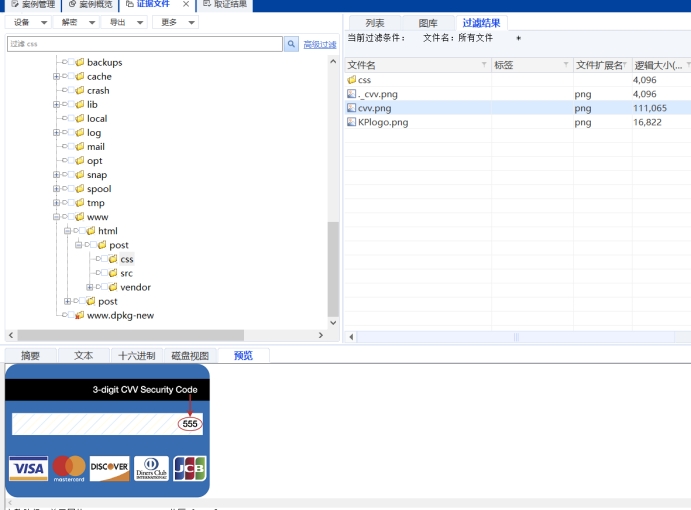 案例管理 案例概览 证据文件 × 取证结果
设备 解密 导出 更多
过滤 css 高级过滤
backups
cache
crash
lib
local
log
mail
opt
snap
spool
tmp
www
html
post
css
src
vendor
post
www.dpkg-new
列表 图库 过滤结果
当前过滤条件: 文件名:所有文件 *
文件名 标签 文件扩展名 逻辑大小(...
css 4,096
._cvv.png png 4,096
cvv.png png 111,065
KPlogo.png png 16,822
摘要 文本 十六进制 磁盘视图 预览
3-digit CVV Security Code
555
VISA mastercard DISCOVER Diners Club INTERNATIONAL JCB